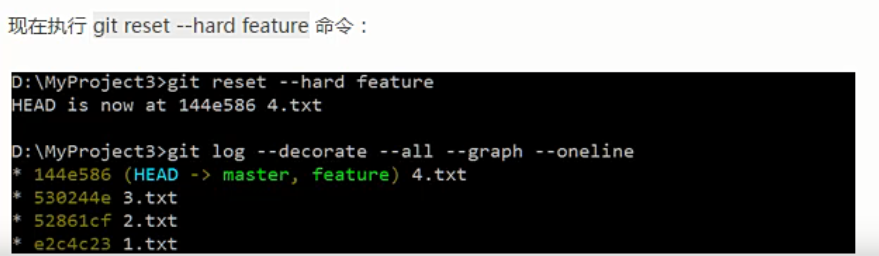 现在执行 git reset --hard feature 命令：
D:\MyProject3>git reset --hard feature
HEAD is now at 144e586 4.txt
D:\MyProject3>git log --decorate --all --graph --oneline
* 144e586 (HEAD -> master, feature) 4.txt
* 530244e 3.txt
* 52861cf 2.txt
* e2c4c23 1.txt